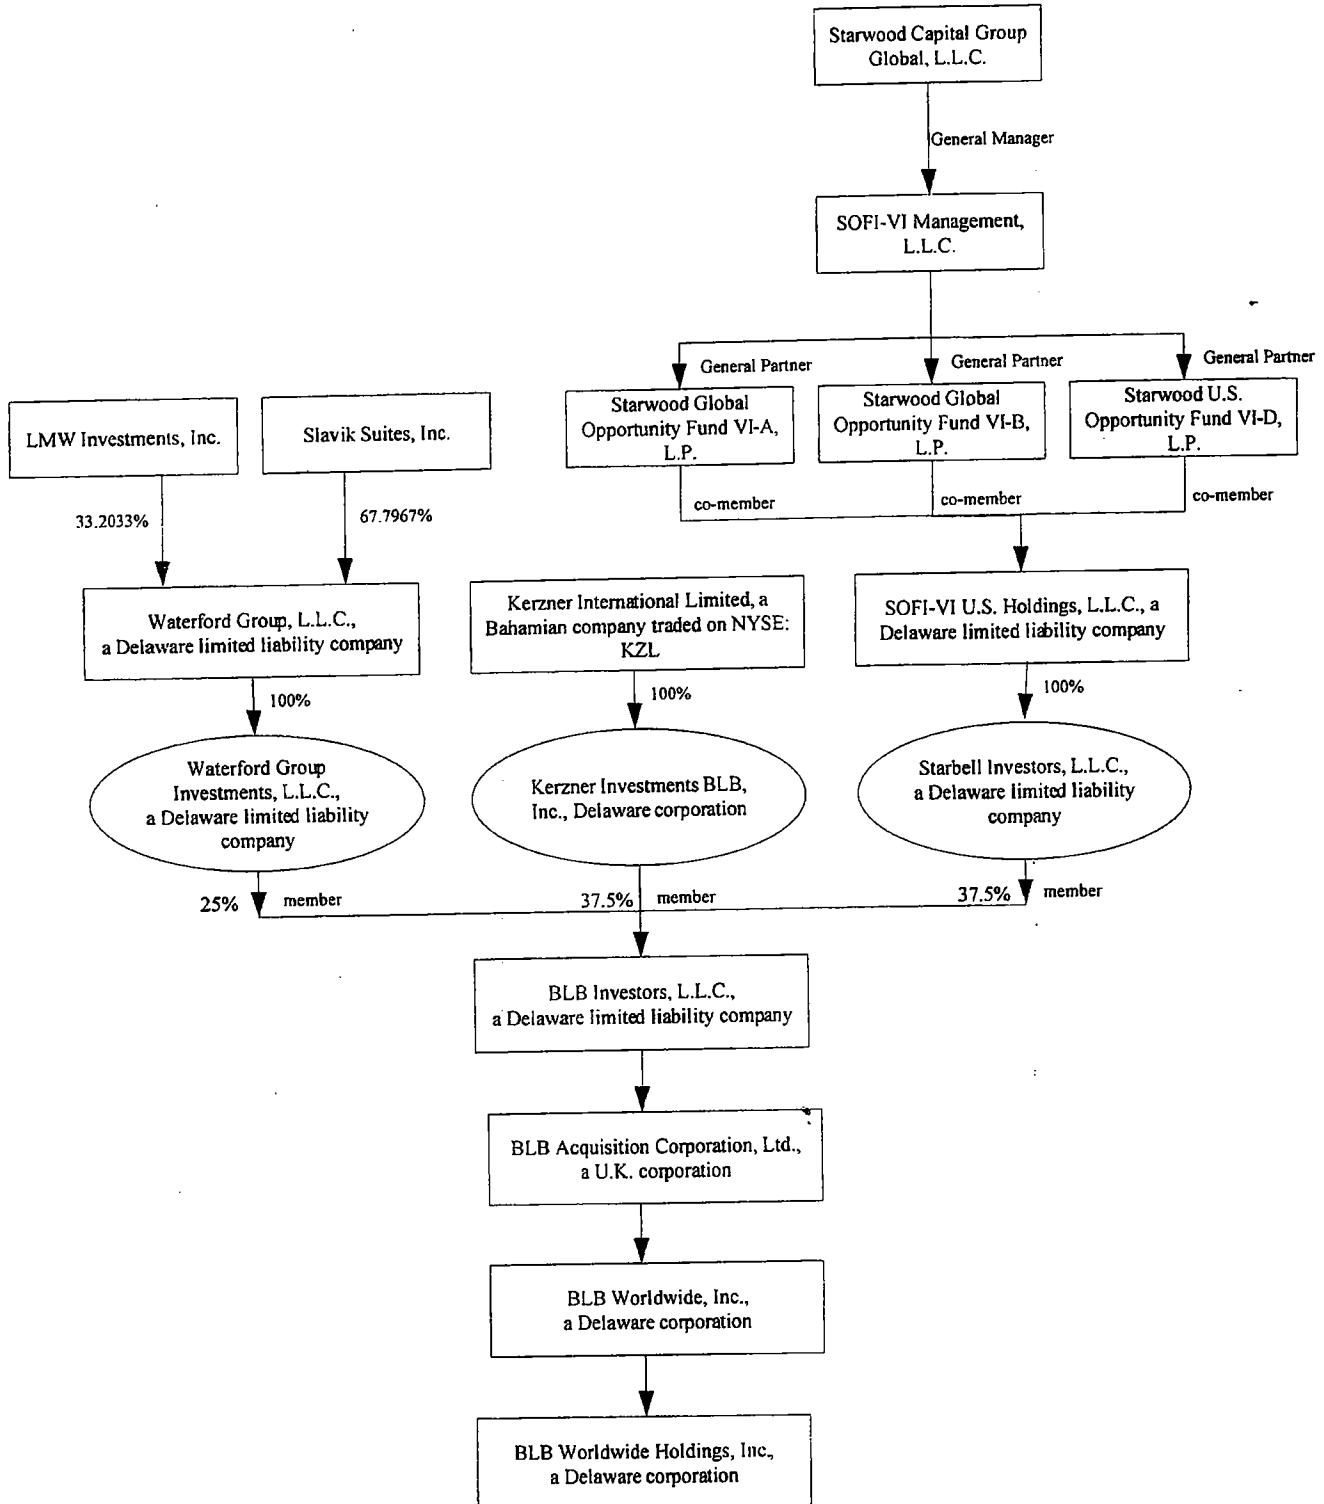 Starwood Capital Group
Global, L.L.C.
General Manager
SOFI-VI Management,
L.L.C.
General Partner
General Partner
General Partner
LMW Investments, Inc.
Slavik Suites, Inc.
Starwood Global
Opportunity Fund VI-A,
L.P.
Starwood Global
Opportunity Fund VI-B,
L.P.
Starwood U.S.
Opportunity Fund VI-D,
L.P.
33.2033%
67.7967%
co-member
co-member
co-member
Waterford Group, L.L.C.,
a Delaware limited liability company
Kerzner International Limited, a
Bahamian company traded on NYSE:
KZL
SOFI-VI U.S. Holdings, L.L.C., a
Delaware limited liability company
100%
100%
100%
Waterford Group
Investments, L.L.C.,
a Delaware limited liability
company
Kerzner Investments BLB,
Inc., Delaware corporation
Starbell Investors, L.L.C.,
a Delaware limited liability
company
25% member
37.5% member
37.5% member
BLB Investors, L.L.C.,
a Delaware limited liability company
BLB Acquisition Corporation, Ltd.,
a U.K. corporation
BLB Worldwide, Inc.,
a Delaware corporation
BLB Worldwide Holdings, Inc.,
a Delaware corporation